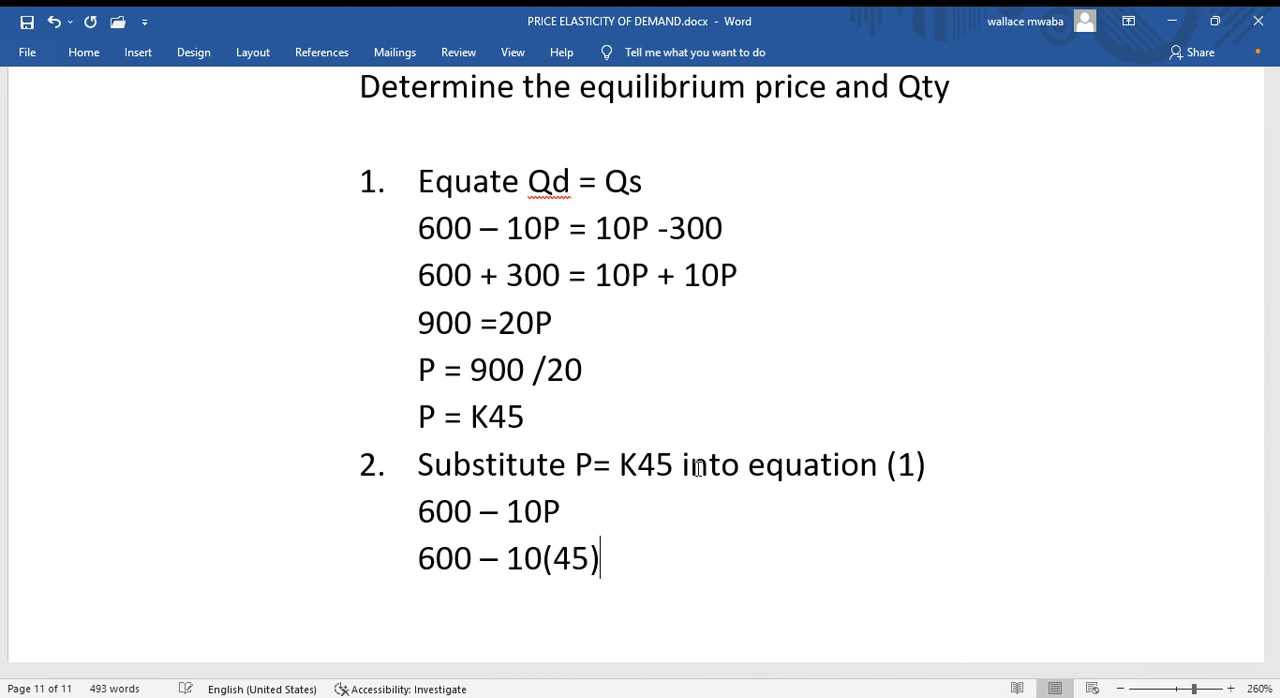 PRICE ELASTICITY OF DEMAND.docx - Word
wallace mwaba
File Home Insert Design Layout References Mailings Review View Help Tell me what you want to do Share
Determine the equilibrium price and Qty
1. Equate Qd = Qs
600 – 10P = 10P -300
600 + 300 = 10P + 10P
900 =20P
P = 900 /20
P = K45
2. Substitute P= K45 into equation (1)
600 – 10P
600 – 10(45)
Page 11 of 11 493 words English (United States) Accessibility: Investigate 260%